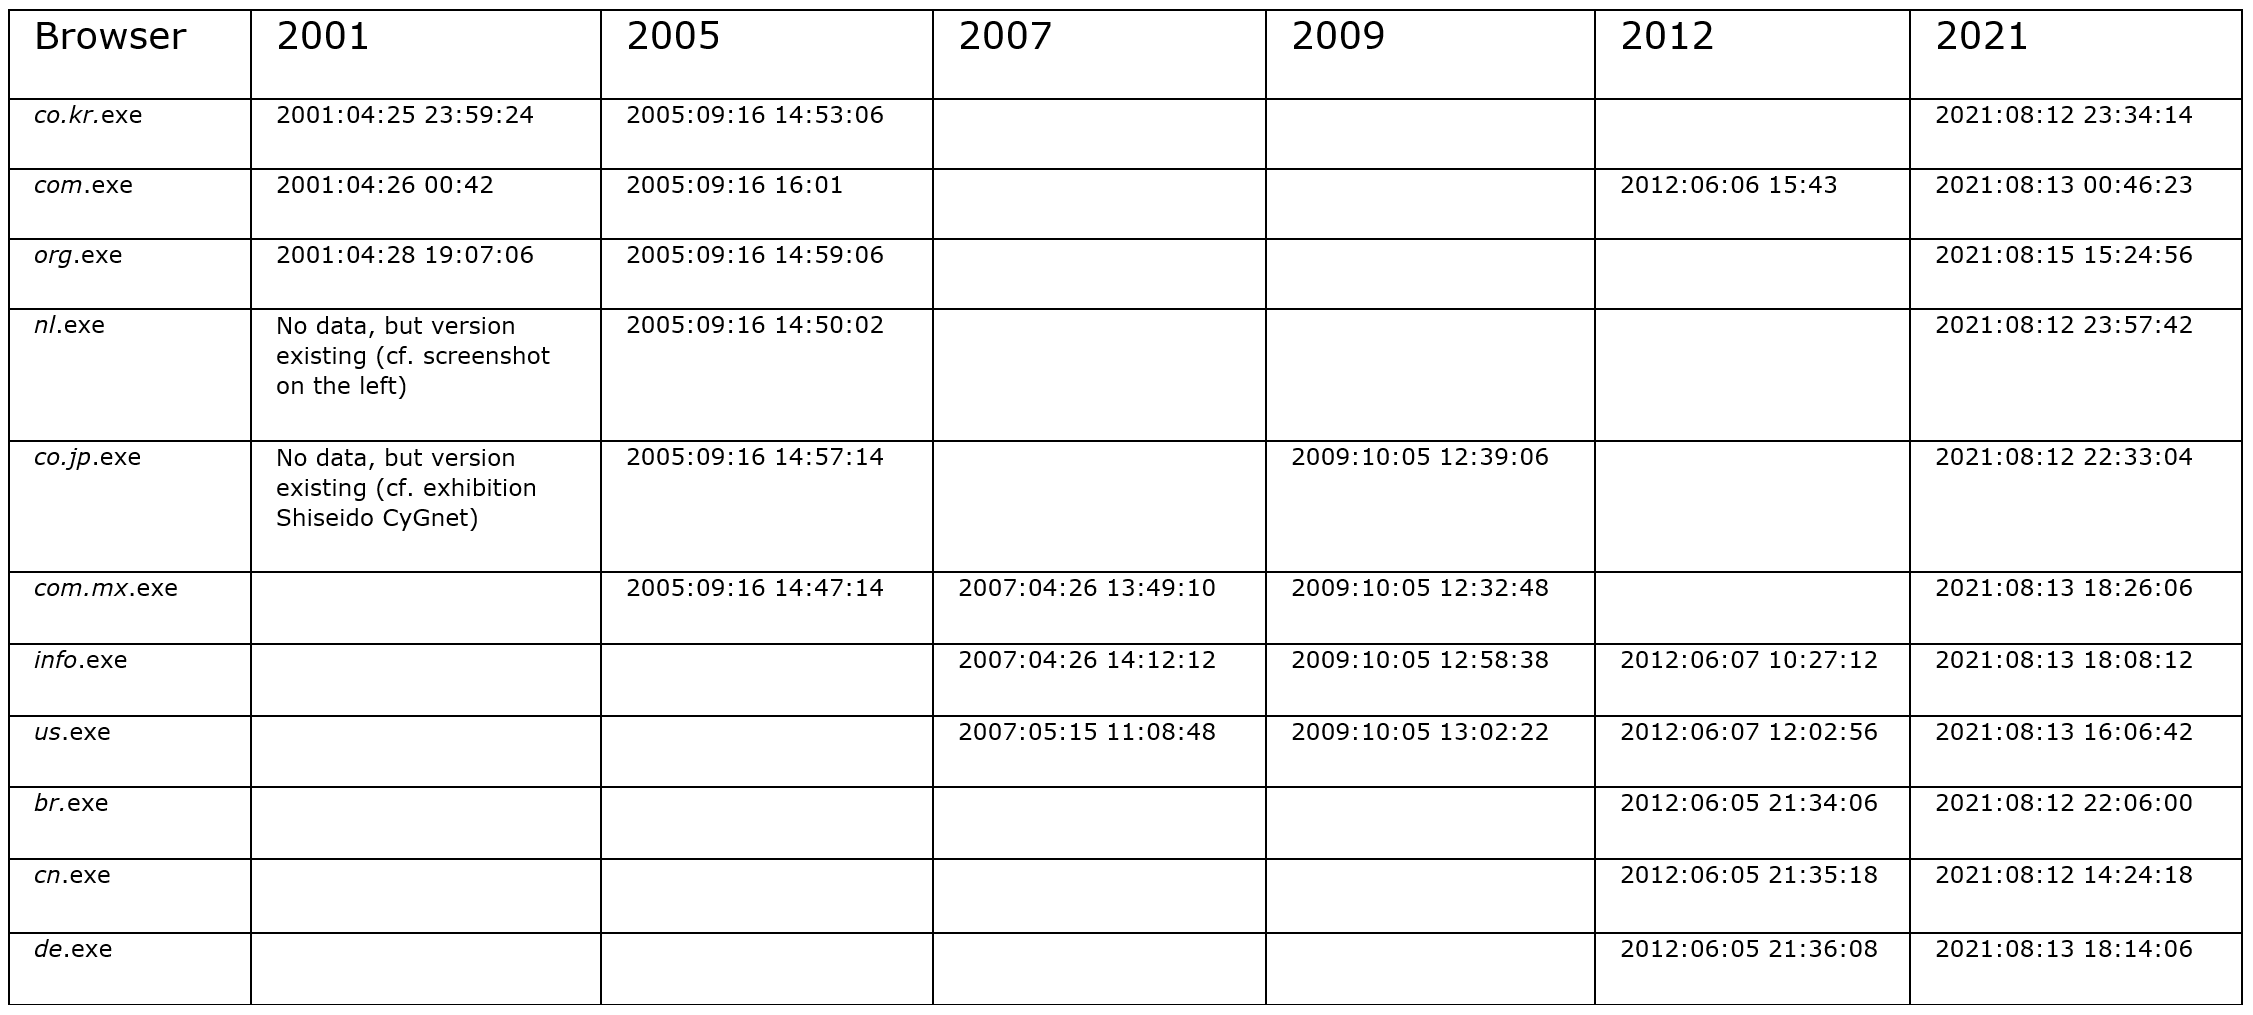 Browser 2001 2005 2007 2009 2012 2021
co.kr.exe 2001:04:25 23:59:24 2005:09:16 14:53:06 2021:08:12 23:34:14
com.exe 2001:04:26 00:42 2005:09:16 16:01 2012:06:06 15:43 2021:08:13 00:46:23
org.exe 2001:04:28 19:07:06 2005:09:16 14:59:06 2021:08:15 15:24:56
nl.exe No data, but version 2005:09:16 14:50:02 2021:08:12 23:57:42
existing (cf. screenshot
on the left)
co.jp.exe No data, but version 2005:09:16 14:57:14 2009:10:05 12:39:06 2021:08:12 22:33:04
existing (cf. exhibition
Shiseido CyGnet)
com.mx.exe 2005:09:16 14:47:14 2007:04:26 13:49:10 2009:10:05 12:32:48 2021:08:13 18:26:06
info.exe 2007:04:26 14:12:12 2009:10:05 12:58:38 2012:06:07 10:27:12 2021:08:13 18:08:12
us.exe 2007:05:15 11:08:48 2009:10:05 13:02:22 2012:06:07 12:02:56 2021:08:13 16:06:42
br.exe 2012:06:05 21:34:06 2021:08:12 22:06:00
cn.exe 2012:06:05 21:35:18 2021:08:12 14:24:18
de.exe 2012:06:05 21:36:08 2021:08:13 18:14:06